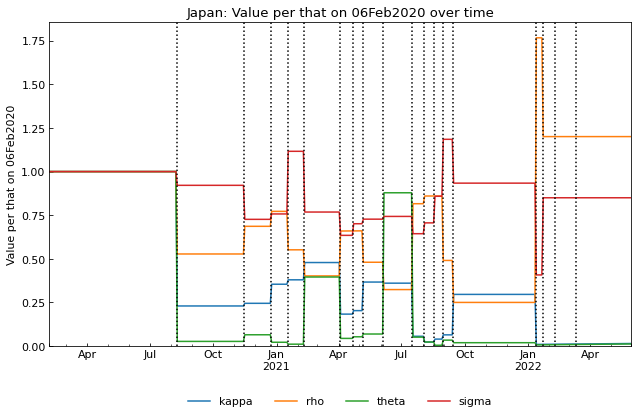 Japan: Value per that on 06Feb2020 over time
Value per that on 06Feb2020
1.75
1.50
1.25
1.00
0.75
0.50
0.25
0.00
Apr Jul Oct Jan Apr Jul Oct Jan Apr
2021 2022
kappa rho theta sigma